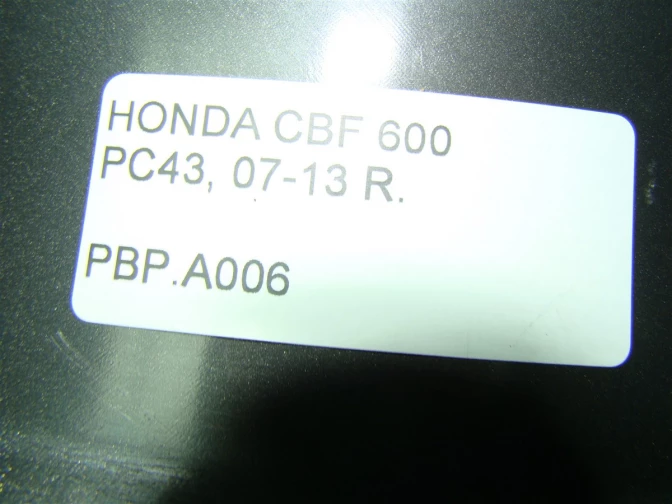 HONDA CBF 600
PC43, 07-13 R.
PBP.A006